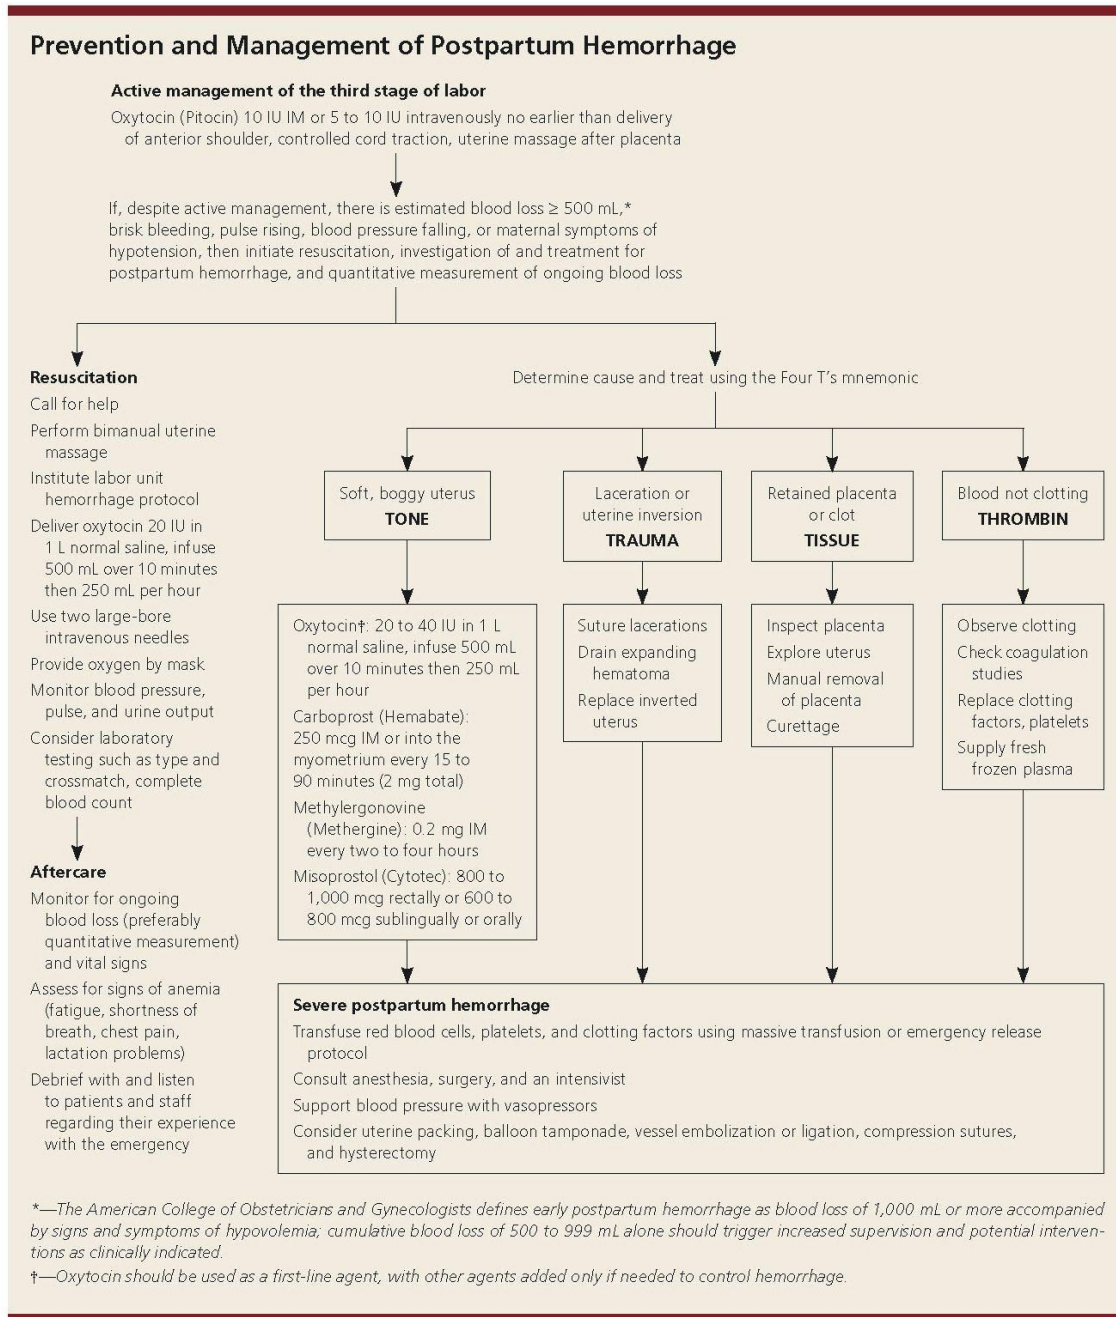 Prevention and Management of Postpartum Hemorrhage
Active management of the third stage of labor
Oxytocin (Pitocin) 10 IU IM or 5 to 10 IU intravenously no earlier than delivery
of anterior shoulder, controlled cord traction, uterine massage after placenta
If, despite active management, there is estimated blood loss ≥ 500 mL,*
brisk bleeding, pulse rising, blood pressure falling, or maternal symptoms of
hypotension, then initiate resuscitation, investigation of and treatment for
postpartum hemorrhage, and quantitative measurement of ongoing blood loss
Resuscitation
Call for help
Perform bimanual uterine
massage
Institute labor unit
hemorrhage protocol
Deliver oxytocin 20 IU in
1 L normal saline, infuse
500 mL over 10 minutes
then 250 mL per hour
Use two large-bore
intravenous needles
Provide oxygen by mask
Monitor blood pressure,
pulse, and urine output
Consider laboratory
testing such as type and
crossmatch, complete
blood count
Aftercare
Monitor for ongoing
blood loss (preferably
quantitative measurement)
and vital signs
Assess for signs of anemia
(fatigue, shortness of
breath, chest pain,
lactation problems)
Debrief with and listen
to patients and staff
regarding their experience
with the emergency
Determine cause and treat using the Four T's mnemonic
Soft, boggy uterus
TONE
Oxytocin†: 20 to 40 IU in 1 L
normal saline, infuse 500 mL
over 10 minutes then 250 mL
per hour
Carboprost (Hemabate):
250 mcg IM or into the
myometrium every 15 to
90 minutes (2 mg total)
Methylergonovine
(Methergine): 0.2 mg IM
every two to four hours
Misoprostol (Cytotec): 800 to
1,000 mcg rectally or 600 to
800 mcg sublingually or orally
Laceration or
uterine inversion
TRAUMA
Suture lacerations
Drain expanding
hematoma
Replace inverted
uterus
Retained placenta
or clot
TISSUE
Inspect placenta
Explore uterus
Manual removal
of placenta
Curettage
Blood not clotting
THROMBIN
Observe clotting
Check coagulation
studies
Replace clotting
factors, platelets
Supply fresh
frozen plasma
Severe postpartum hemorrhage
Transfuse red blood cells, platelets, and clotting factors using massive transfusion or emergency release
protocol
Consult anesthesia, surgery, and an intensivist
Support blood pressure with vasopressors
Consider uterine packing, balloon tamponade, vessel embolization or ligation, compression sutures,
and hysterectomy
*—The American College of Obstetricians and Gynecologists defines early postpartum hemorrhage as blood loss of 1,000 mL or more accompanied
by signs and symptoms of hypovolemia; cumulative blood loss of 500 to 999 mL alone should trigger increased supervision and potential interven-
tions as clinically indicated.
†—Oxytocin should be used as a first-line agent, with other agents added only if needed to control hemorrhage.